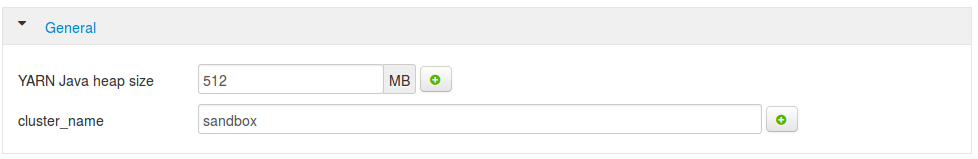 General
YARN Java heap size 512 MB
cluster_name sandbox